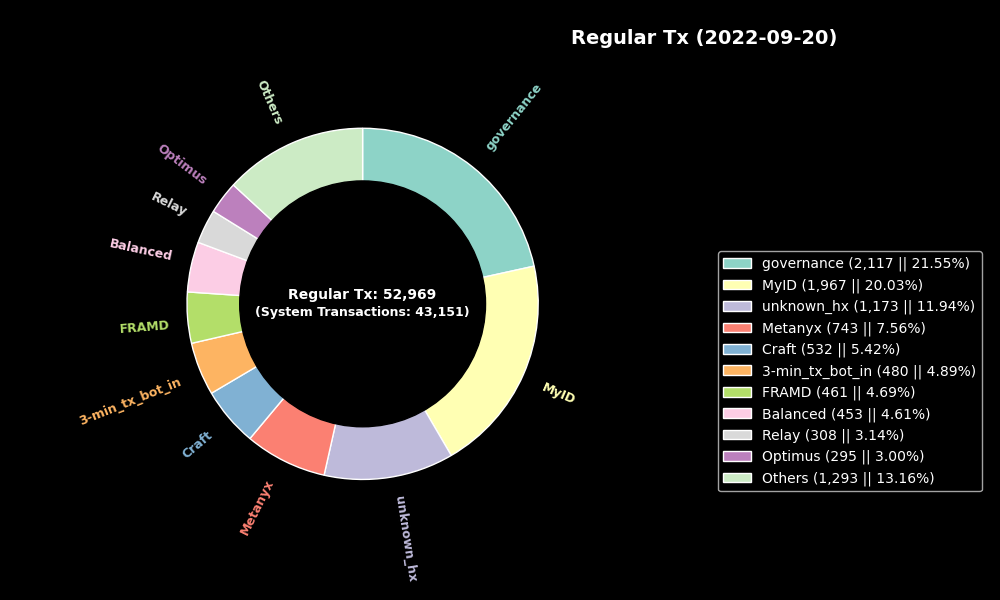 Regular Tx (2022-09-20)
governance
Others
Optimus
Relay
Balanced
FRAMD
3-min_tx_bot_in
Craft
Metanyx
unknown_hx
MyID
Regular Tx: 52,969
(System Transactions: 43,151)
governance (2,117 || 21.55%)
MyID (1,967 || 20.03%)
unknown_hx (1,173 || 11.94%)
Metanyx (743 || 7.56%)
Craft (532 || 5.42%)
3-min_tx_bot_in (480 || 4.89%)
FRAMD (461 || 4.69%)
Balanced (453 || 4.61%)
Relay (308 || 3.14%)
Optimus (295 || 3.00%)
Others (1,293 || 13.16%)